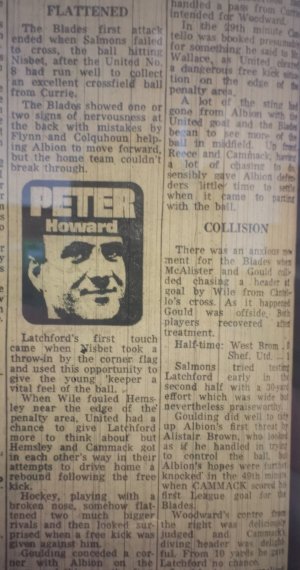 FLATTENED
The Blades first attack
ended when Salmons failed
to cross, the ball hitting
Nisbet, after the United No.
8 had run well to collect
an excellent crossfield ball
from Currie.
The Blades showed one or
two signs of nervousness at
the back with mistakes by
Flynn and Colquhoun help-
ing Albion to move forward,
but the home team couldn't
break through.
PETER
Howard
Latchford's first touch
came when Nisbet took a
throw-in by the corner flag
and used this opportunity to
give the young 'keeper a
vital feel of the ball.
When Wile fouled Hems-
ley near the edge of the
penalty area, United had a
chance to give Latchford
more to think about but
Hemsley and Cammack got
in each other's way in their
attempts to drive home a
rebound following the free
kick.
Hockey, playing with a
broken nose, somehow flat-
tened two much bigger
rivals and then looked sur-
prised when a free kick was
given against him.
Goulding conceded a cor-
ner with Albion on the
handled a pass from
intended for Woodward.
In the 29th minute
tello was booked presumably
for something he said to
Wallace, as United
a dangerous free kick
tion on the edge of the
penalty area.
A lot of the sting had
gone from Albion with the
United goal and the Blades
began to see more of the
ball in midfield. Up front
Reece and Cammack, having
a lot of chasing to do,
sensibly gave Albion defen-
ders little time to settle
when it came to parting
with the ball.
COLLISION
There was an anxious mo-
ment for the Blades when
McAlister and Gould colli-
ded chasing a header at
goal by Wile from Cantel-
lo's cross. As it happened
Gould was offside. Both
players recovered after
treatment.
Half-time: West Brom
Shef. Utd.
Salmons tried testing
Latchford early in the
second half with a 30-yard
effort which was wide but
nevertheless praiseworthy.
Goulding did well to tidy
up Albion's first threat by
Alistair Brown, who looked
as if he handled in trying
to control the ball. But
Albion's hopes were further
knocked in the 49th minute
when CAMMACK scored his
first League goal for the
Blades.
Woodward's centre from
the right was deliciously
judged and Cammack's
diving header was delight-
ful. From 10 yards he gave
Latchford no chance.